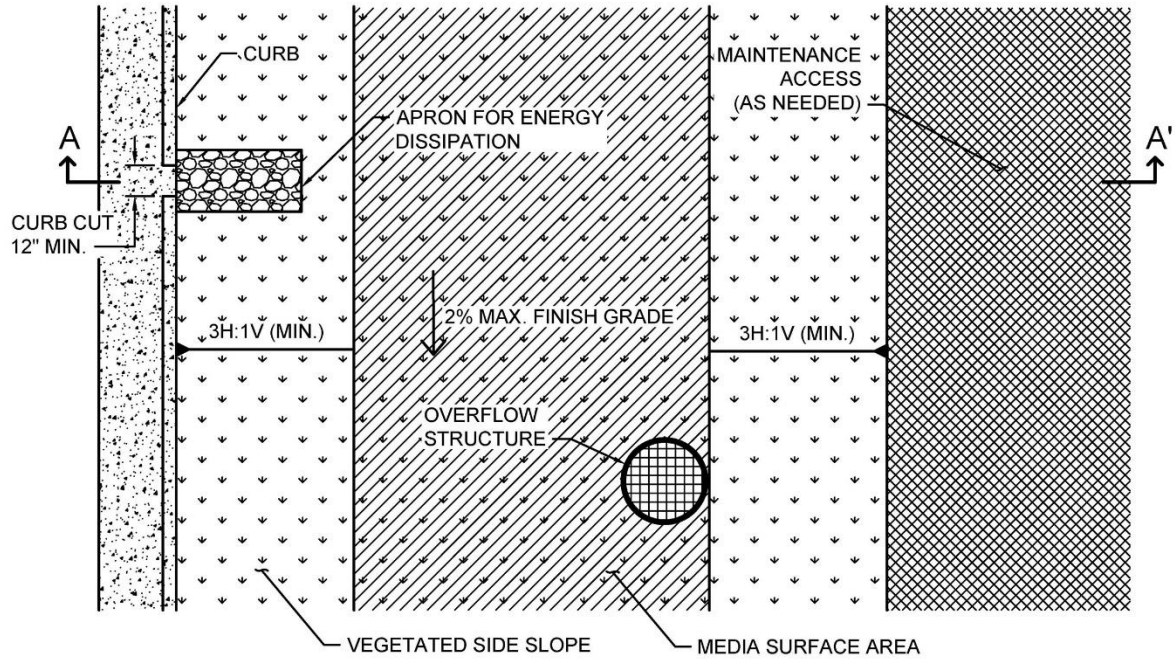 CURB
MAINTENANCE
ACCESS
(AS NEEDED)
APRON FOR ENERGY
DISSIPATION
A
A'
CURB CUT
12" MIN.
2% MAX. FINISH GRADE
3H:1V (MIN.)
3H:1V (MIN.)
OVERFLOW
STRUCTURE
VEGETATED SIDE SLOPE
MEDIA SURFACE AREA